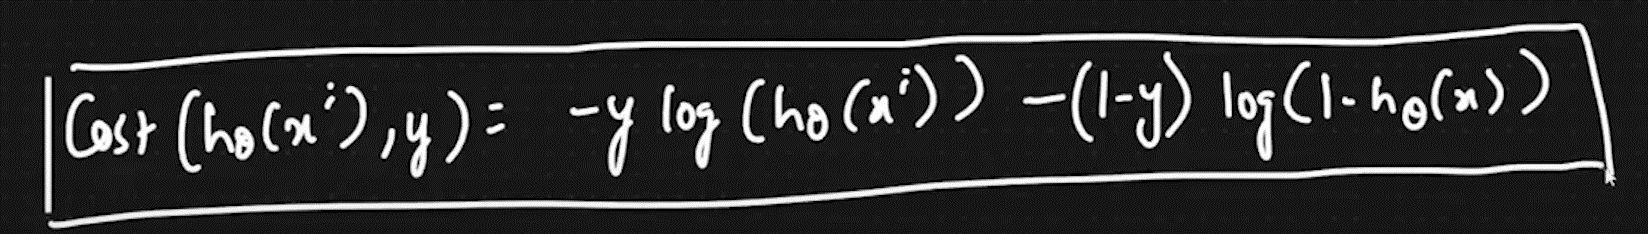 Cost (hθ(xⁱ), y) = -y log (hθ(xⁱ)) - (1-y) log(1-hθ(x))